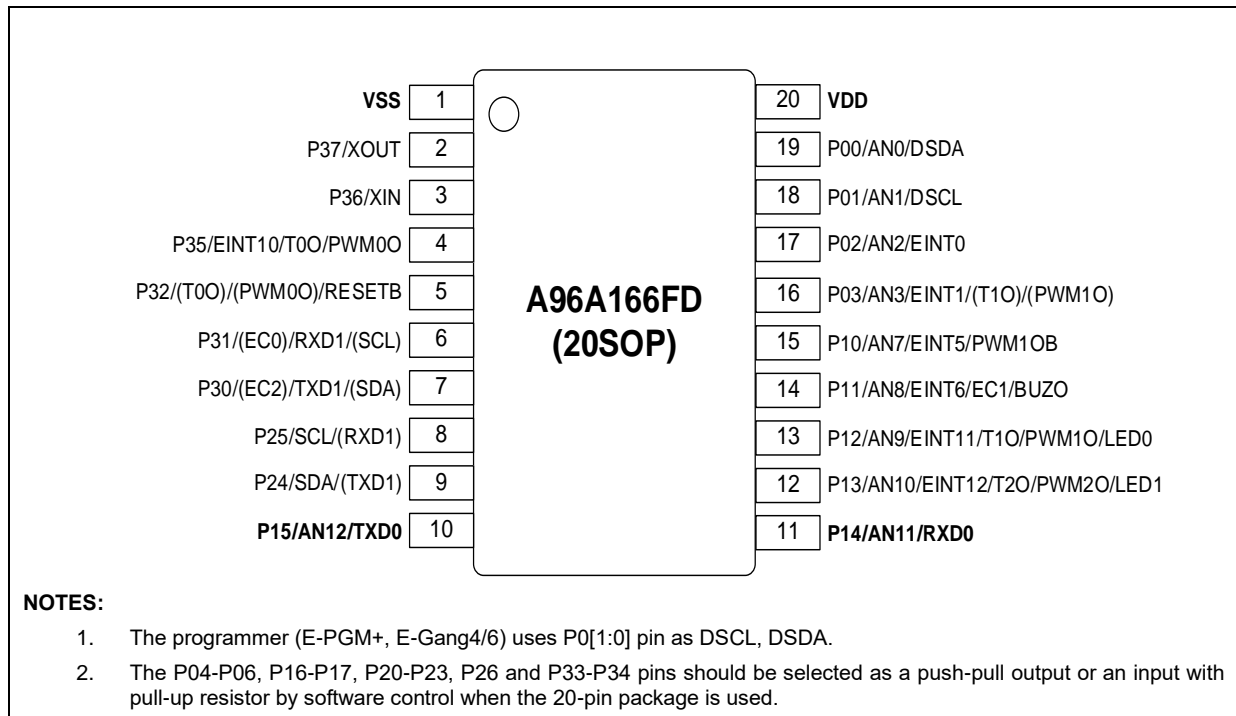 VSS 1
P37/XOUT 2
P36/XIN 3
P35/EINT10/T0O/PWM0O 4
P32/(T0O)/(PWM0O)/RESETB 5
P31/(EC0)/RXD1/(SCL) 6
P30/(EC2)/TXD1/(SDA) 7
P25/SCL/(RXD1) 8
P24/SDA/(TXD1) 9
P15/AN12/TXD0 10
A96A166FD
(20SOP)
20 VDD
19 P00/AN0/DSDA
18 P01/AN1/DSCL
17 P02/AN2/EINT0
16 P03/AN3/EINT1/(T1O)/(PWM1O)
15 P10/AN7/EINT5/PWM1OB
14 P11/AN8/EINT6/EC1/BUZO
13 P12/AN9/EINT11/T1O/PWM1O/LED0
12 P13/AN10/EINT12/T2O/PWM2O/LED1
11 P14/AN11/RXD0
NOTES:
1. The programmer (E-PGM+, E-Gang4/6) uses P0[1:0] pin as DSCL, DSDA.
2. The P04-P06, P16-P17, P20-P23, P26 and P33-P34 pins should be selected as a push-pull output or an input with
pull-up resistor by software control when the 20-pin package is used.